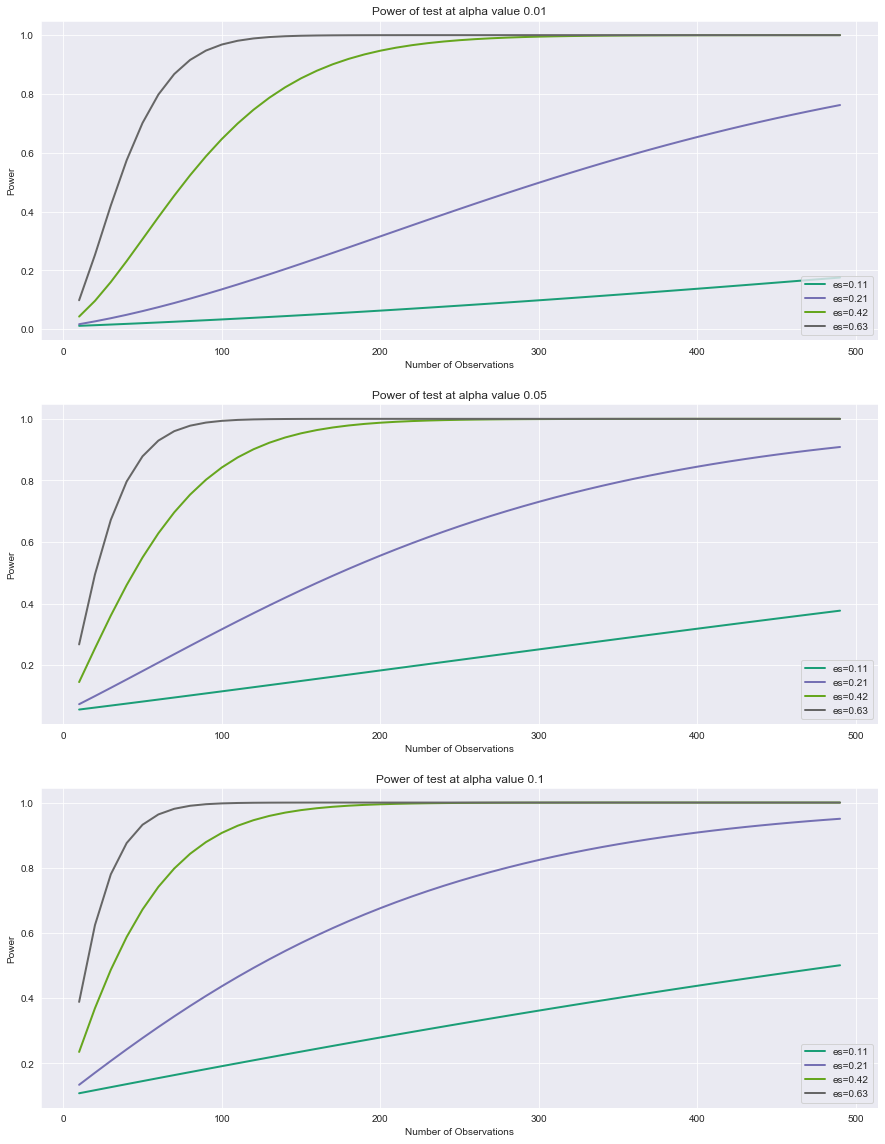 Power of test at alpha value 0.01
1.0
0.8
0.6
0.4
0.2
0.0
Power
es=0.11
es=0.21
es=0.42
es=0.63
0 100 200 300 400 500
Number of Observations
Power of test at alpha value 0.05
1.0
0.8
0.6
0.4
0.2
Power
es=0.11
es=0.21
es=0.42
es=0.63
0 100 200 300 400 500
Number of Observations
Power of test at alpha value 0.1
1.0
0.8
0.6
0.4
0.2
Power
es=0.11
es=0.21
es=0.42
es=0.63
0 100 200 300 400 500
Number of Observations